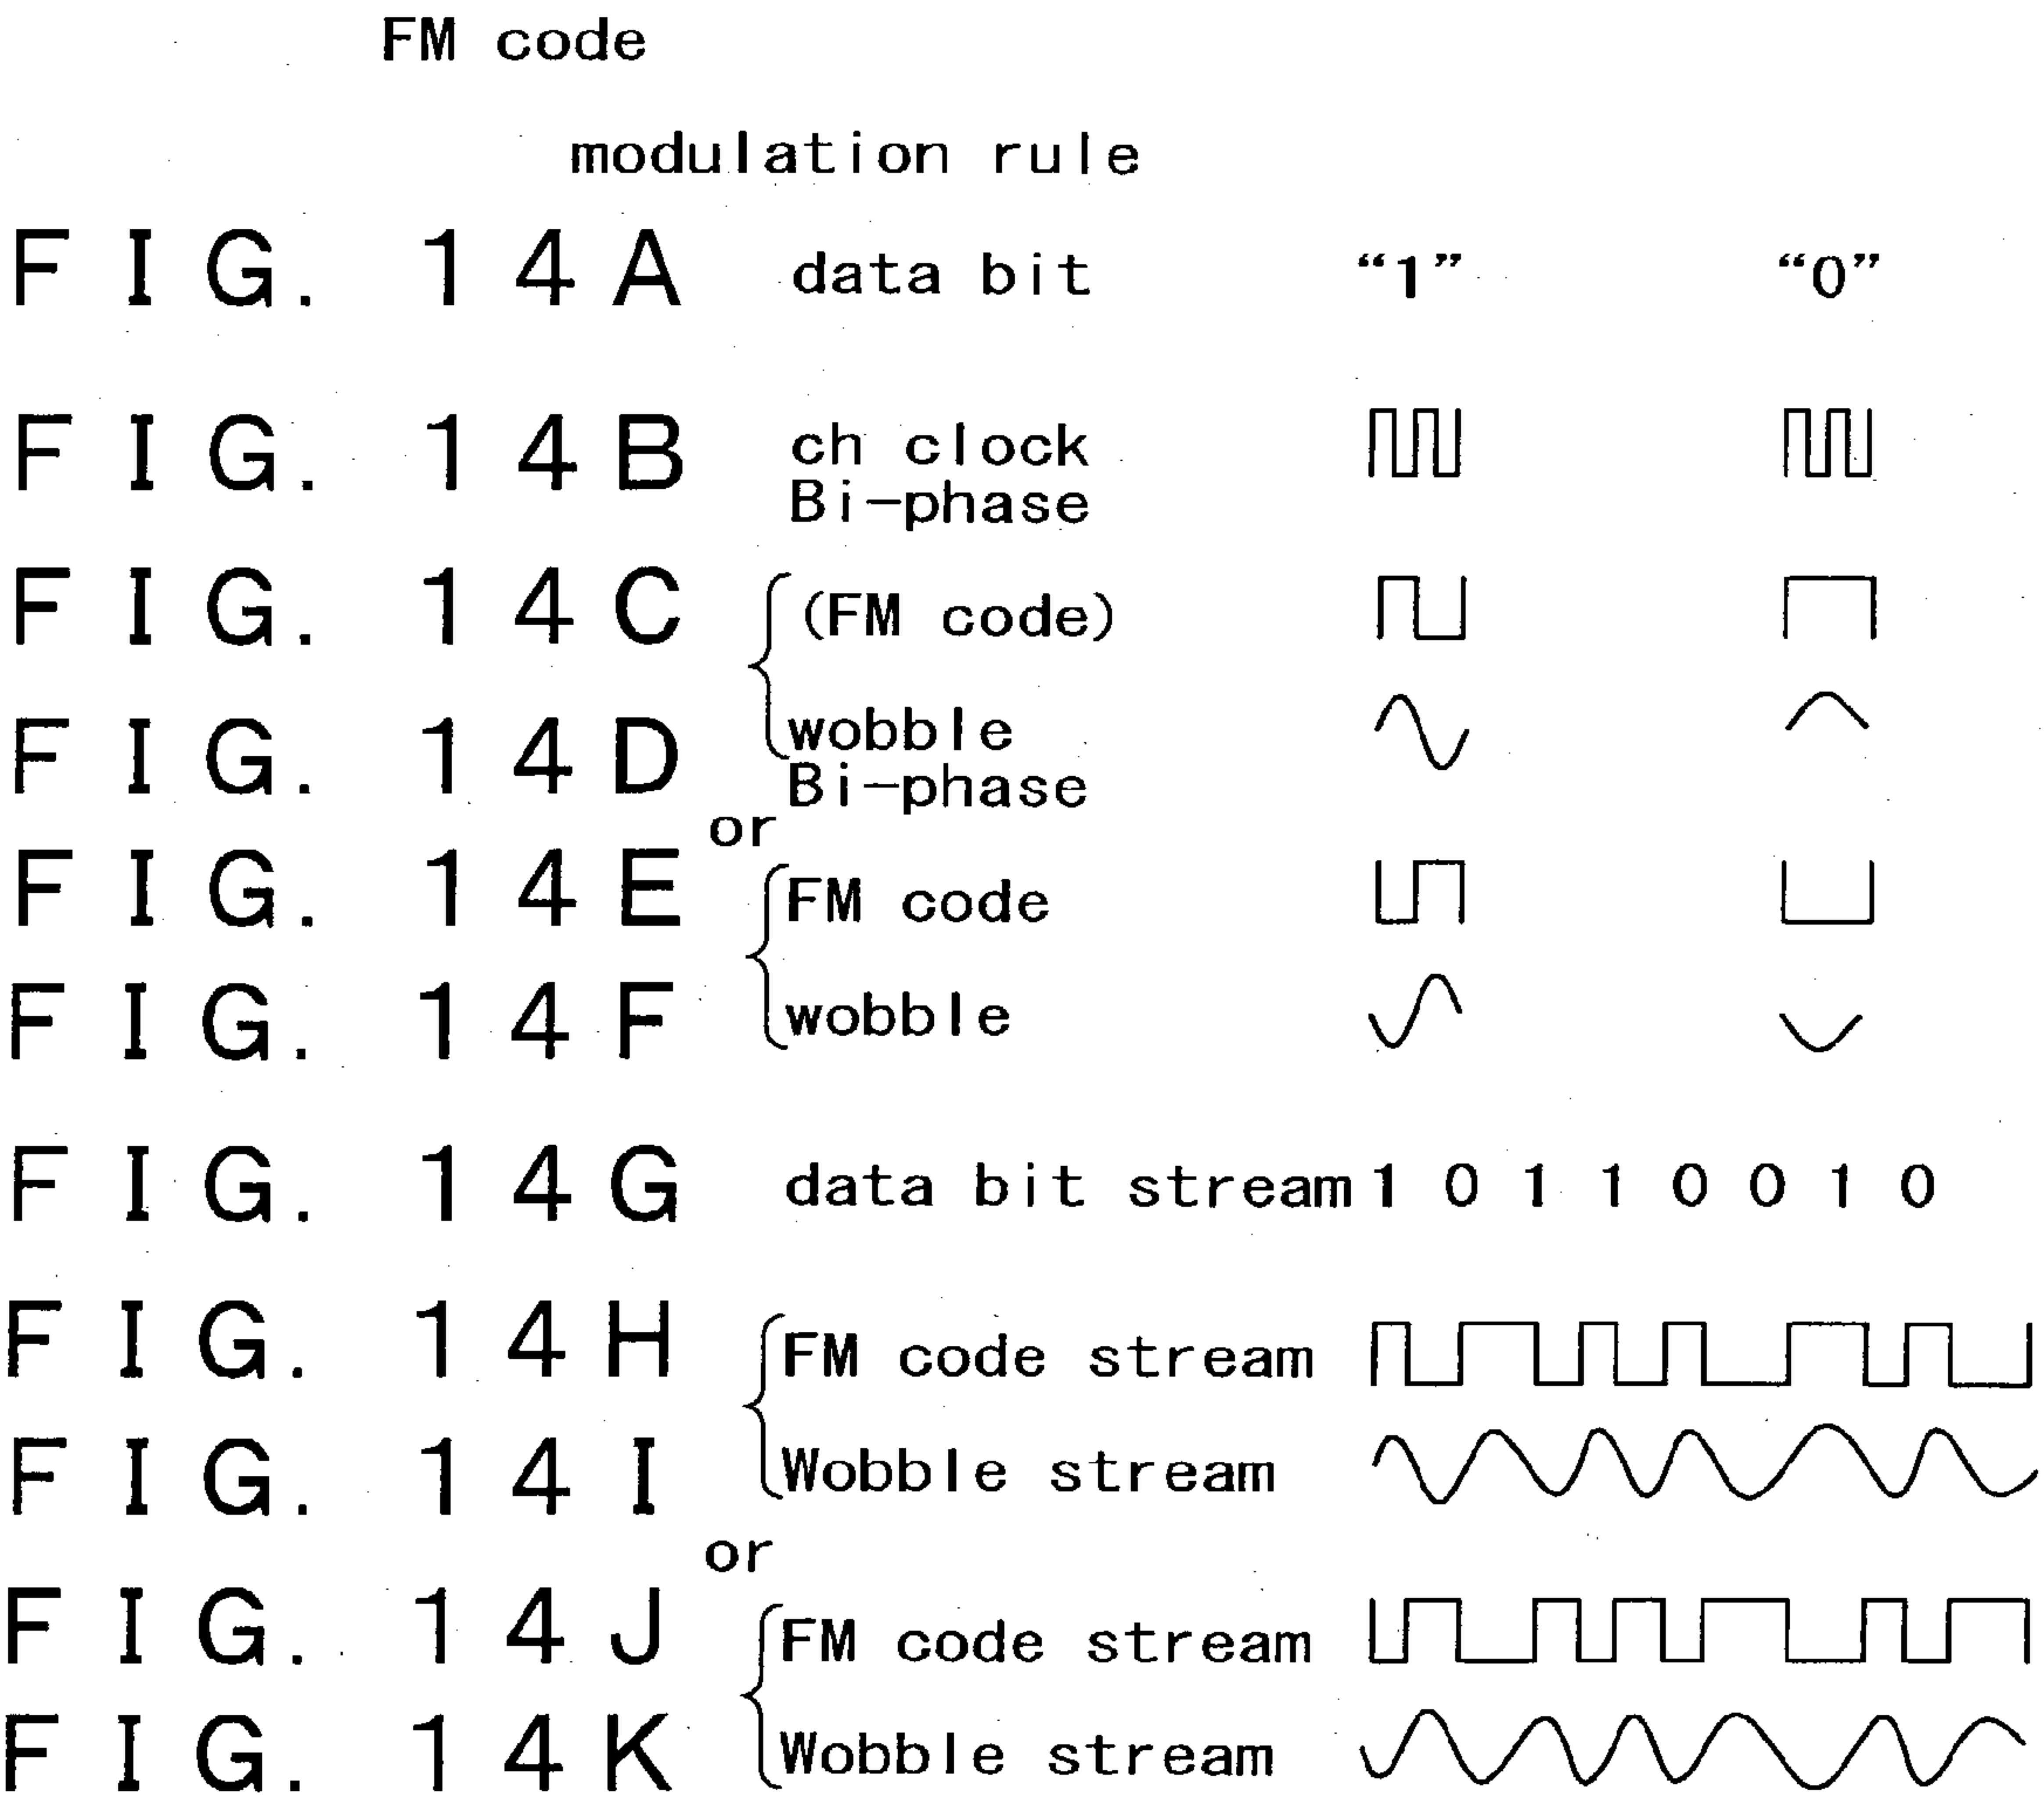 FM code
modulation rule
FIG. 14A data bit “1” “0”
FIG. 14B ch clock
Bi-phase
FIG. 14C (FM code)
FIG. 14D wobble
Bi-phase
or
FIG. 14E FM code
FIG. 14F wobble
FIG. 14G data bit stream 1 0 1 1 0 0 1 0
FIG. 14H FM code stream
FIG. 14I Wobble stream
or
FIG. 14J FM code stream
FIG. 14K Wobble stream